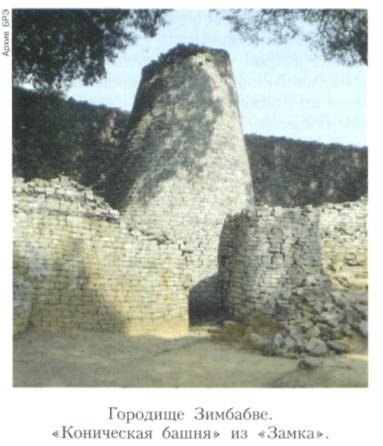 Архив БРЭ
Городище Зимбабве.
«Коническая башня» из «Замка».